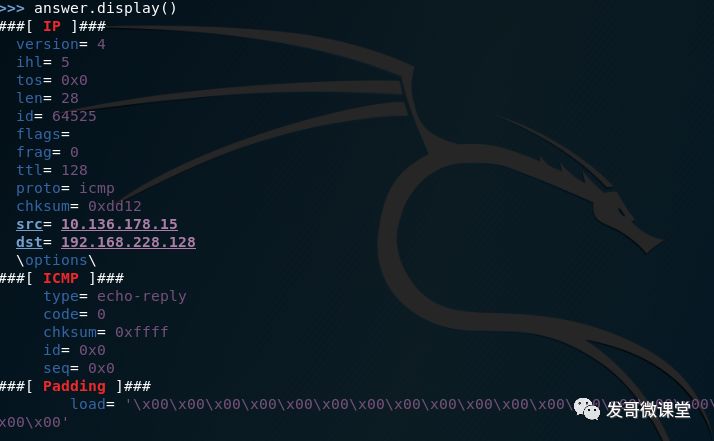 >>> answer.display()
###[ IP ]###
version= 4
ihl= 5
tos= 0x0
len= 28
id= 64525
flags=
frag= 0
ttl= 128
proto= icmp
chksum= 0xdd12
src= 10.136.178.15
dst= 192.168.228.128
\options\
###[ ICMP ]###
type= echo-reply
code= 0
chksum= 0xffff
id= 0x0
seq= 0x0
###[ Padding ]###
load= '\x00\x00\x00\x00\x00\x00\x00\x00\x00\x00\x00\x00\x00\x00\x00\x00\
x00\x00'
发哥微课堂